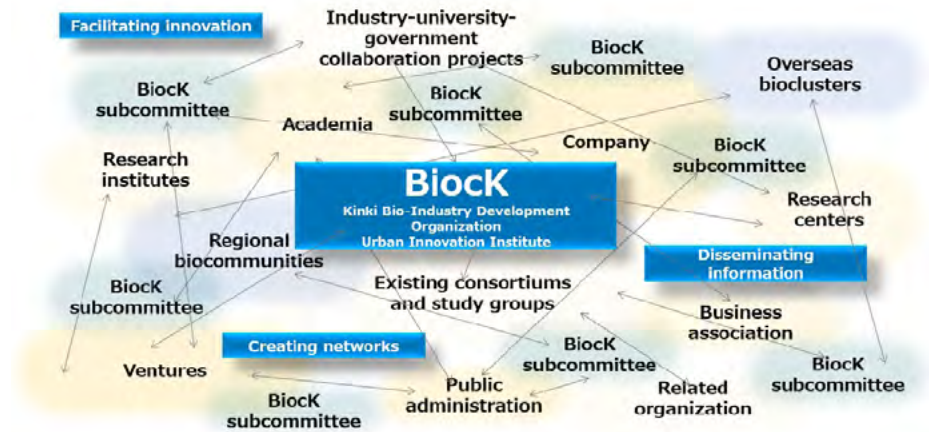 Facilitating innovation
Industry-university-
government
collaboration projects
BiocK
subcommittee
Overseas
bioclusters
BiocK
subcommittee
BiocK
subcommittee
Academia
Company
BiocK
subcommittee
Research
institutes
BiocK
Kinki Bio-Industry Development
Organization
Urban Innovation Institute
Research
centers
Regional
biocommunities
Disseminating
information
BiocK
subcommittee
Existing consortiums
and study groups
Business
association
Creating networks
BiocK
subcommittee
Ventures
BiocK
subcommittee
Public
administration
Related
organization
BiocK
subcommittee